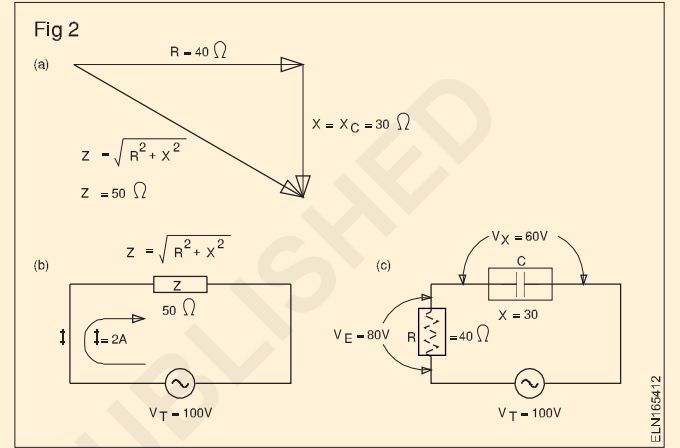 Fig 2
(a)
R = 40 Ω
X = X_C = 30 Ω
Z = √R² + X²
Z = 50 Ω
(b)
Z = √R² + X²
Z
50 Ω
I = 2A
V_T = 100V
(c)
V_X = 60V
C
X = 30
V_E = 80V
R
= 40 Ω
V_T = 100V
ELN165412
UBLISHED